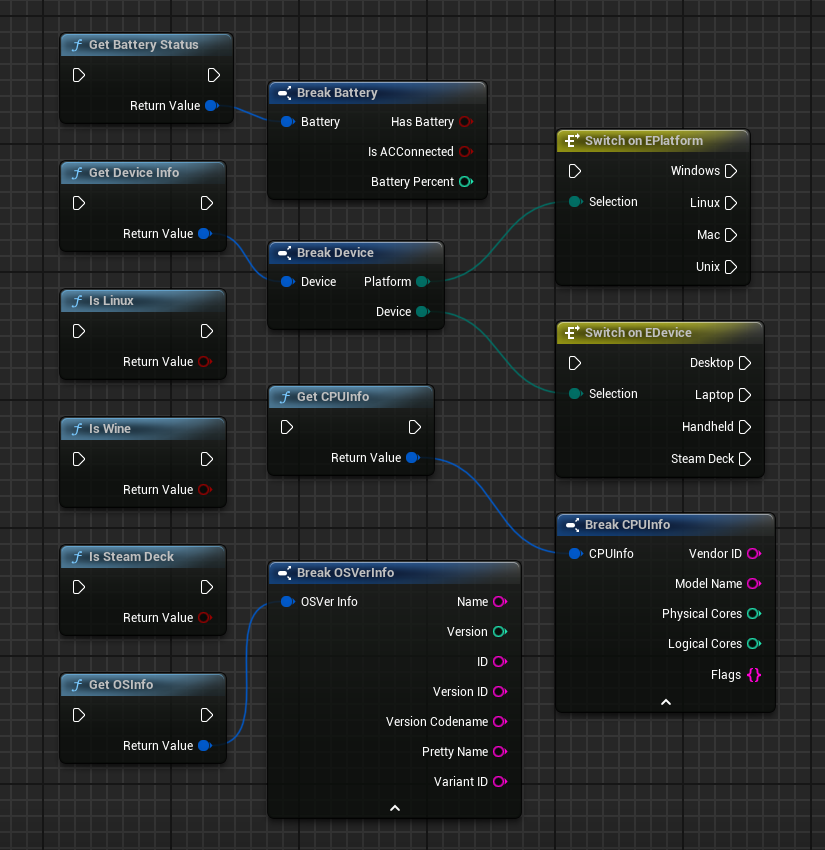 Get Battery Status
Return Value
Break Battery
Battery
Has Battery
Is ACConnected
Battery Percent
Get Device Info
Return Value
Break Device
Device
Platform
Device
Switch on EPlatform
Windows
Selection
Linux
Mac
Unix
Is Linux
Return Value
Switch on EDevice
Desktop
Selection
Laptop
Handheld
Steam Deck
Get CPUInfo
Return Value
Is Wine
Return Value
Break CPUInfo
CPUInfo
Vendor ID
Model Name
Physical Cores
Logical Cores
Flags
Is Steam Deck
Return Value
Break OSVerInfo
OSVer Info
Name
Version
ID
Version ID
Version Codename
Pretty Name
Variant ID
Get OSInfo
Return Value